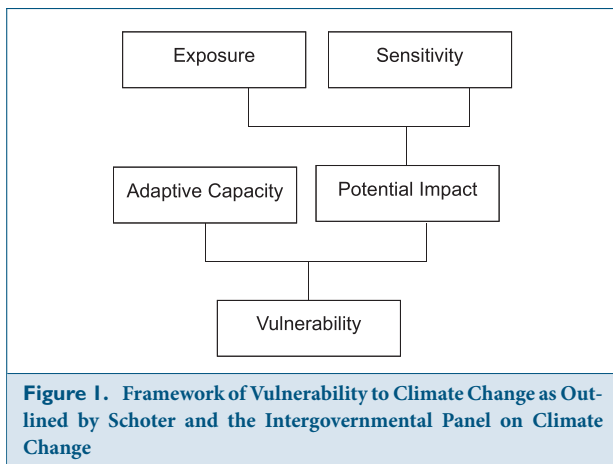 Exposure
Sensitivity
Adaptive Capacity
Potential Impact
Vulnerability
Figure 1. Framework of Vulnerability to Climate Change as Out-
lined by Schoter and the Intergovernmental Panel on Climate
Change